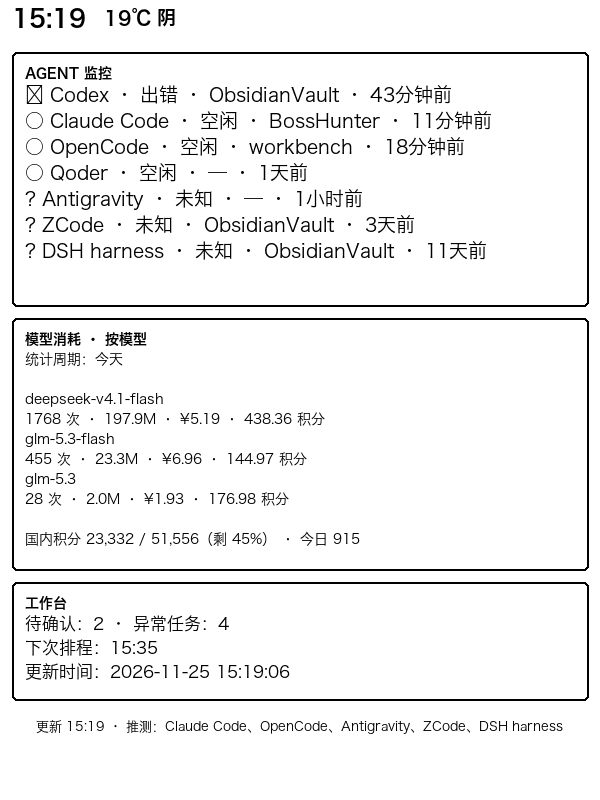 15:19 19℃ 阴
AGENT 监控
☒ Codex · 出错 · ObsidianVault · 43分钟前
○ Claude Code · 空闲 · BossHunter · 11分钟前
○ OpenCode · 空闲 · workbench · 18分钟前
○ Qoder · 空闲 · — · 1天前
? Antigravity · 未知 · — · 1小时前
? ZCode · 未知 · ObsidianVault · 3天前
? DSH harness · 未知 · ObsidianVault · 11天前
模型消耗 · 按模型
统计周期：今天
deepseek-v4.1-flash
1768 次 · 197.9M · ¥5.19 · 438.36 积分
glm-5.3-flash
455 次 · 23.3M · ¥6.96 · 144.97 积分
glm-5.3
28 次 · 2.0M · ¥1.93 · 176.98 积分
国内积分 23,332 / 51,556（剩 45%） · 今日 915
工作台
待确认：2 · 异常任务：4
下次排程：15:35
更新时间：2026-11-25 15:19:06
更新 15:19 · 推测：Claude Code、OpenCode、Antigravity、ZCode、DSH harness